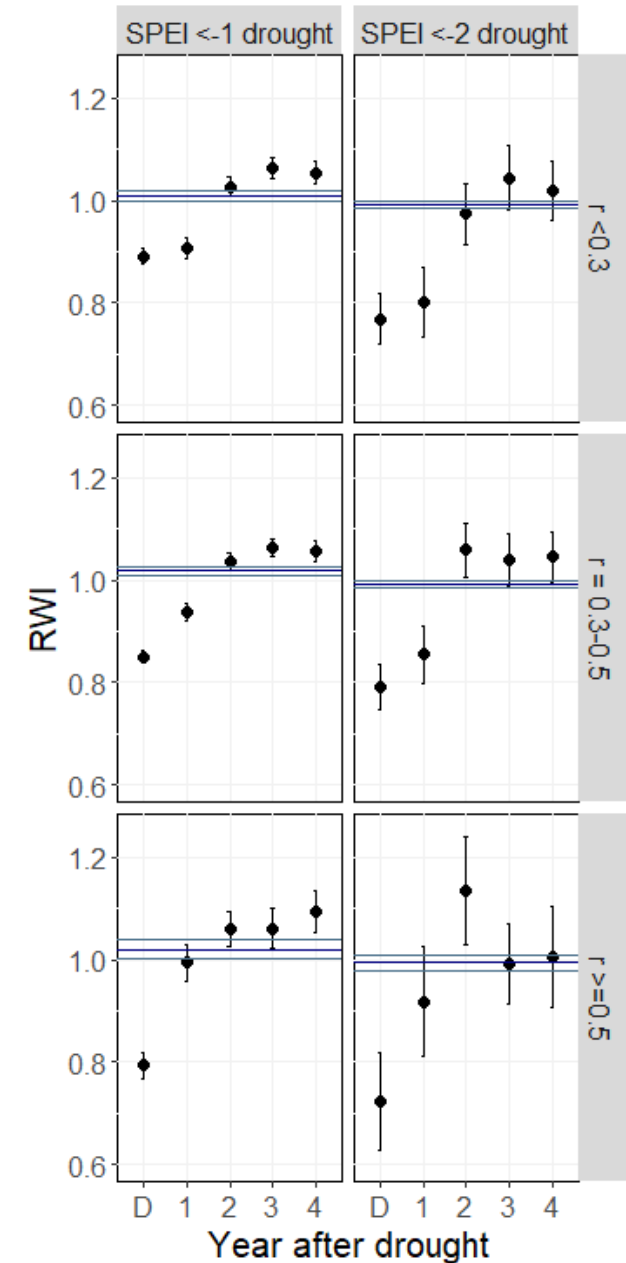 SPEI <-1 drought SPEI <-2 drought
1.2
1.0
0.8
0.6
r <0.3
1.2
1.0
0.8
0.6
r = 0.3-0.5
RWI
1.2
1.0
0.8
0.6
r >=0.5
D 1 2 3 4 D 1 2 3 4
Year after drought